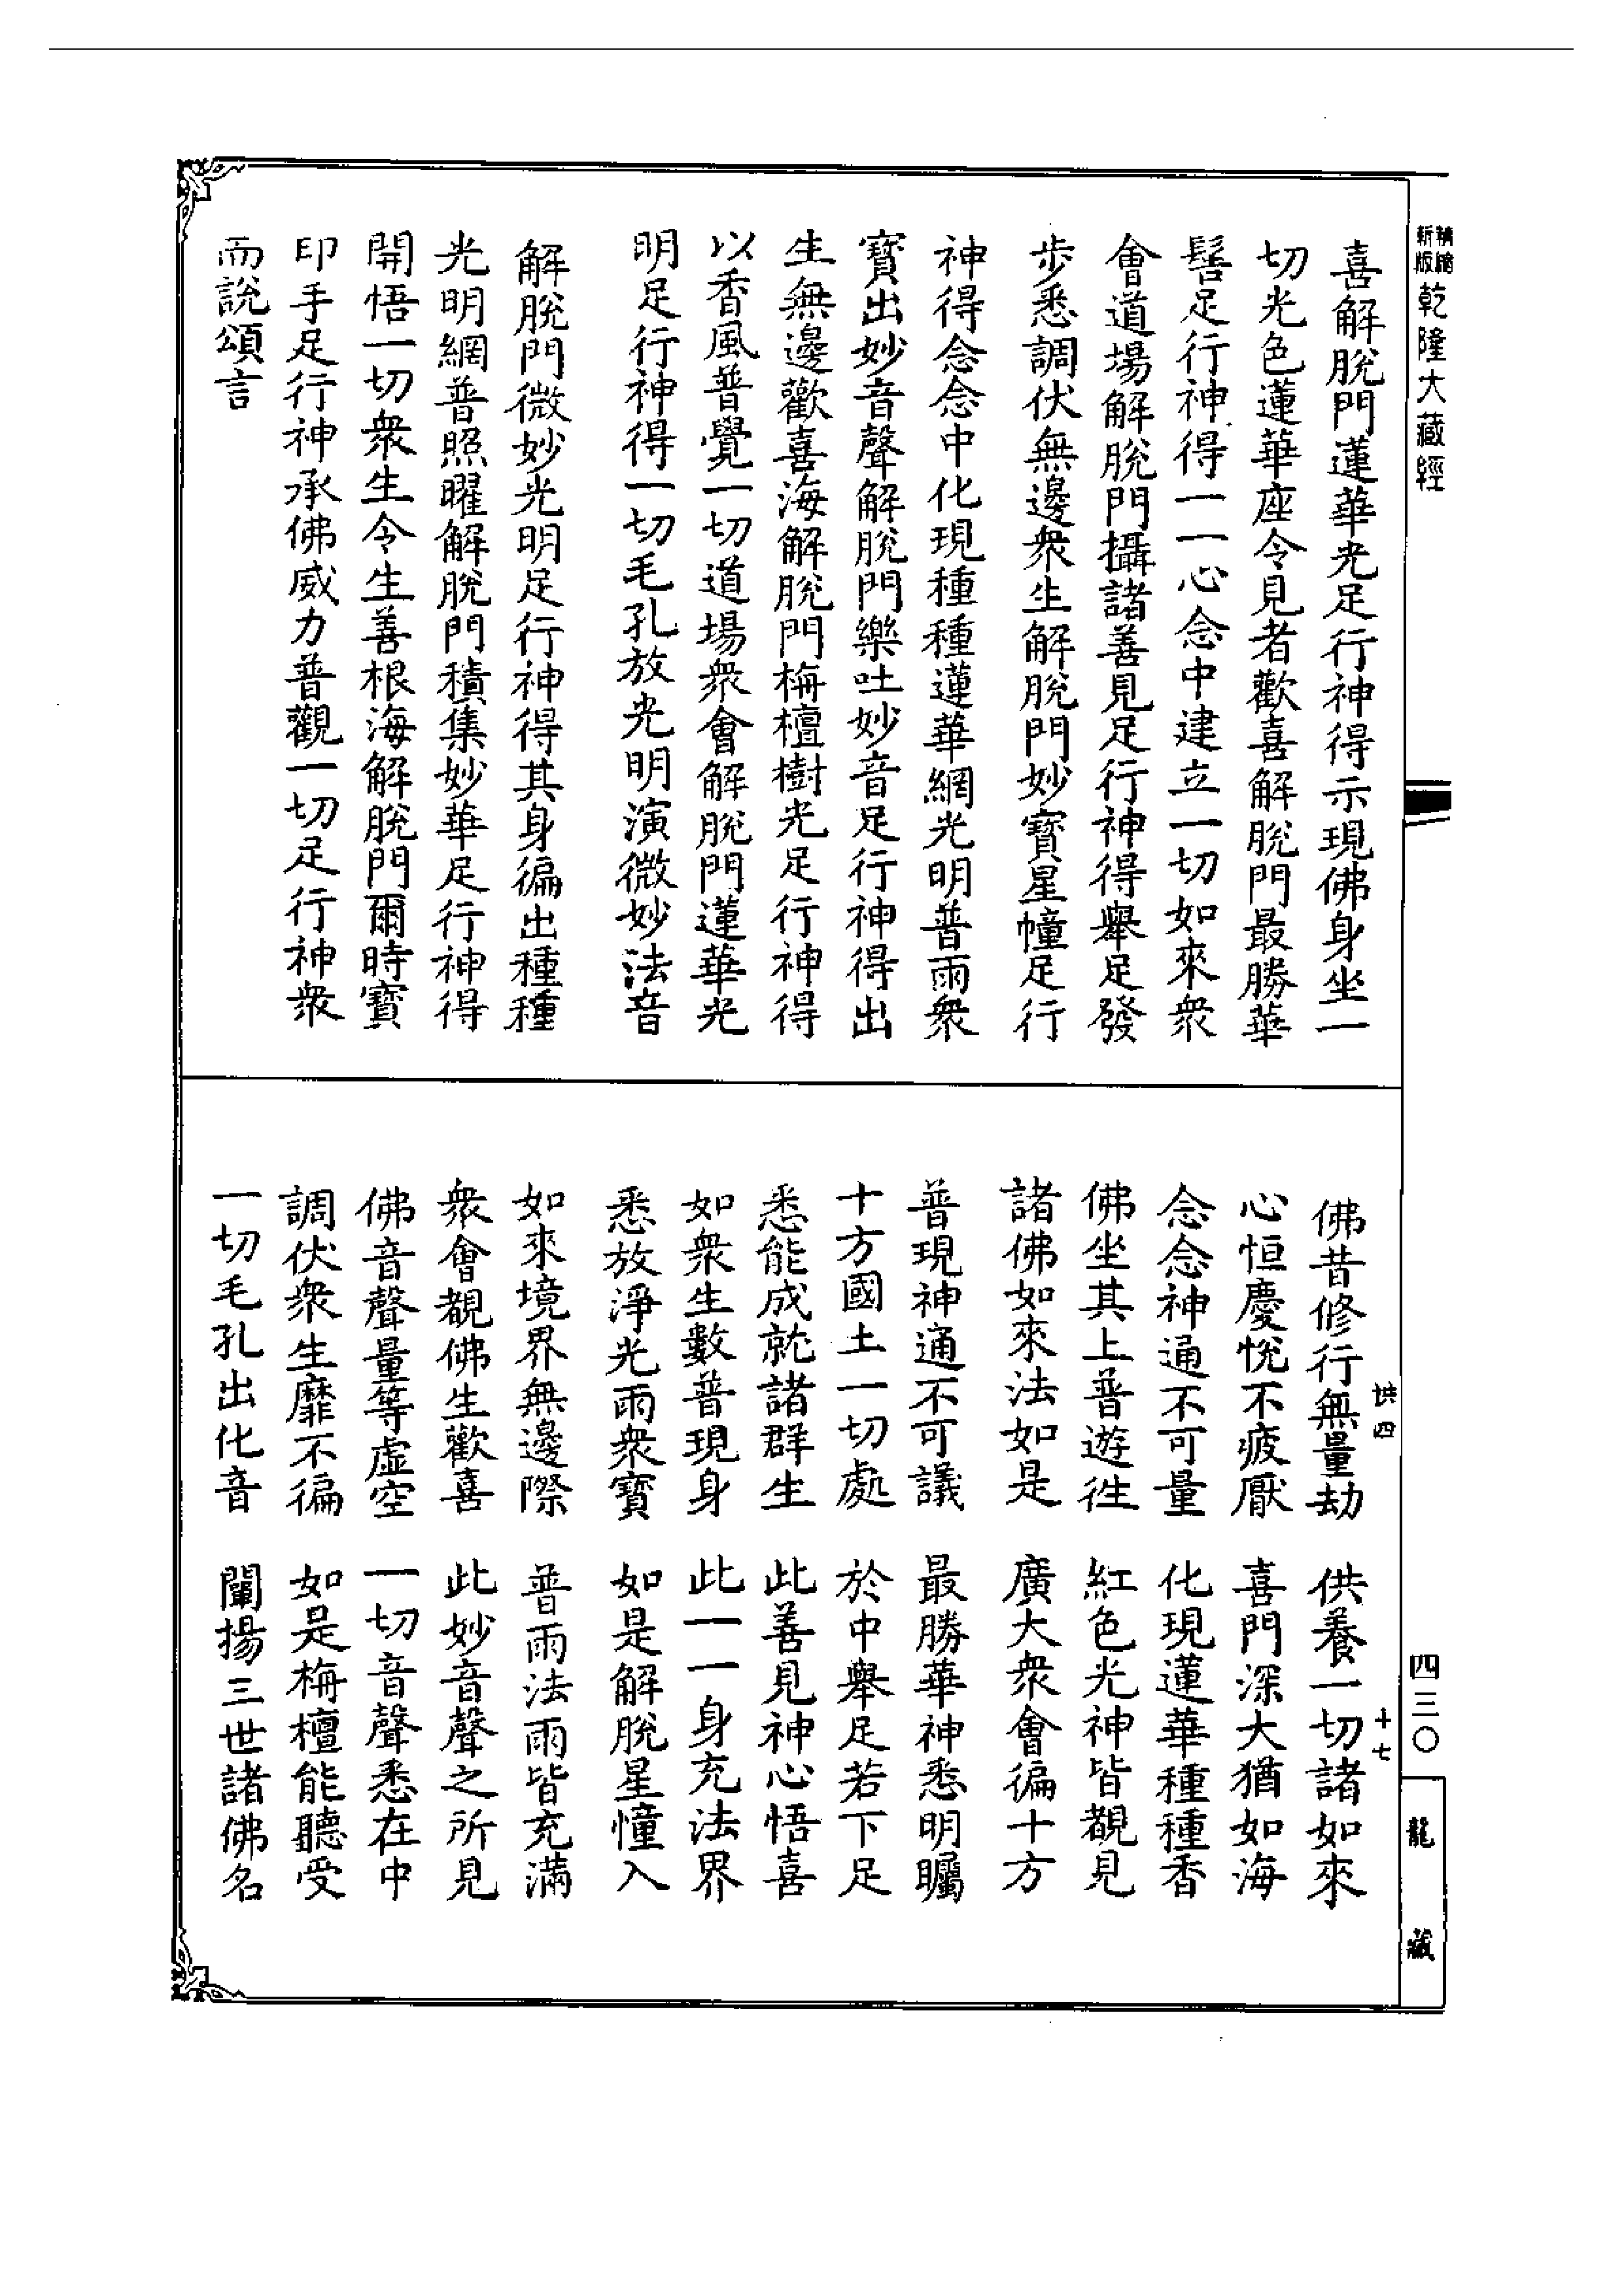 精縮
新版
乾隆大藏經
喜解脫門蓮華光足行神得示現佛身坐一
切光色蓮華座令見者歡喜解脫門最勝華
髻足行神得一一心念中建立一切如來衆
會道場解脫門攝諸善見足行神得舉足發
步悉調伏無邊衆生解脫門妙寶星幢足行
神得念念中化現種種蓮華網光明普雨衆
寶出妙音聲解脫門樂吐妙音足行神得出
生無邊歡喜海解脫門栴檀樹光足行神得
以香風普覺一切道場衆會解脫門蓮華光
明足行神得一切毛孔放光明演微妙法音
解脫門微妙光明足行神得其身徧出種種
光明網普照曜解脫門積集妙華足行神得
開悟一切衆生令生善根海解脫門爾時寶
印手足行神承佛威力普觀一切足行神衆
而說頌言
佛昔修行無量劫　供養一切諸如來
心恒慶悅不疲厭　喜門深大猶如海
念念神通不可量　化現蓮華種種香
佛坐其上普遊徃　紅色光神皆覩見
諸佛如來法如是　廣大衆會徧十方
普現神通不可議　最勝華神悉明矚
十方國土一切處　於中舉足若下足
悉能成就諸群生　此善見神心悟喜
如衆生數普現身　此一一身充法界
悉放淨光雨衆寶　如是解脫星憧入
如來境界無邊際　普雨法雨皆充滿
衆會覩佛生歡喜　此妙音聲之所見
佛音聲量等虛空　一切音聲悉在中
調伏衆生靡不徧　如是栴檀能聽受
一切毛孔出化音　闡揚三世諸佛名
四
十七
四三〇
龍藏